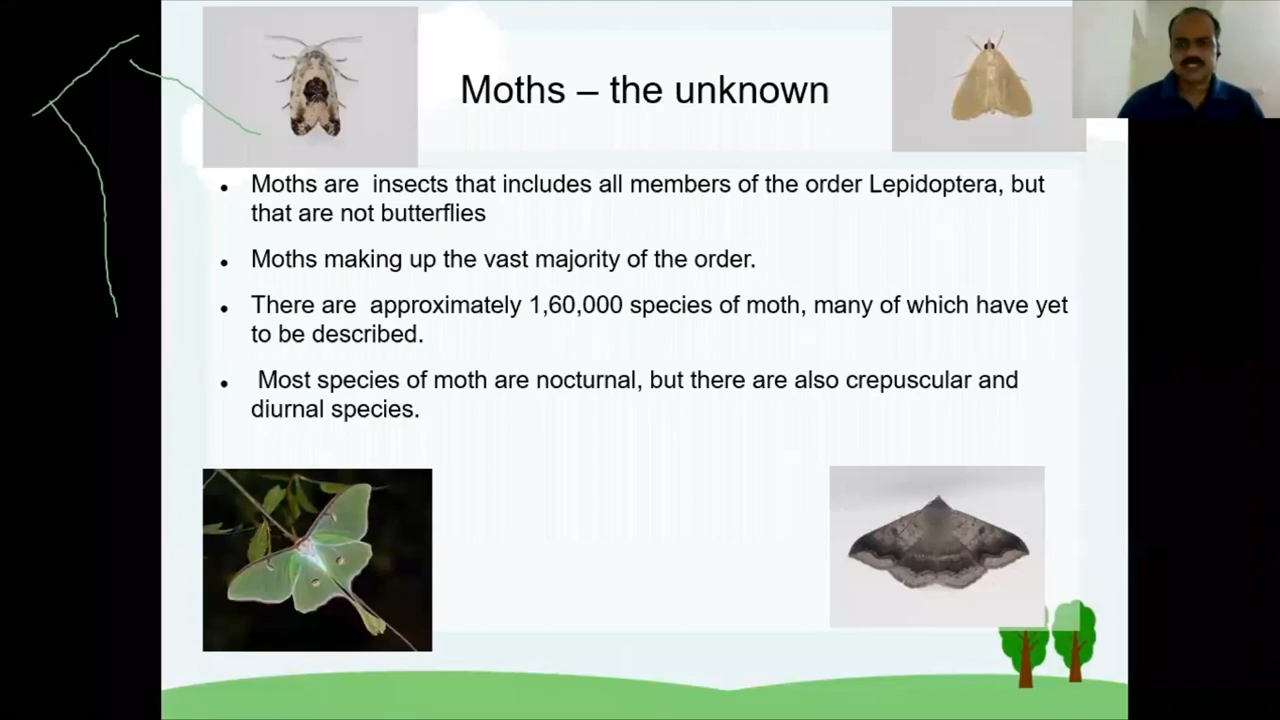 Moths – the unknown
Moths are  insects that includes all members of the order Lepidoptera, but
that are not butterflies
Moths making up the vast majority of the order.
There are  approximately 1,60,000 species of moth, many of which have yet
to be described.
Most species of moth are nocturnal, but there are also crepuscular and
diurnal species.